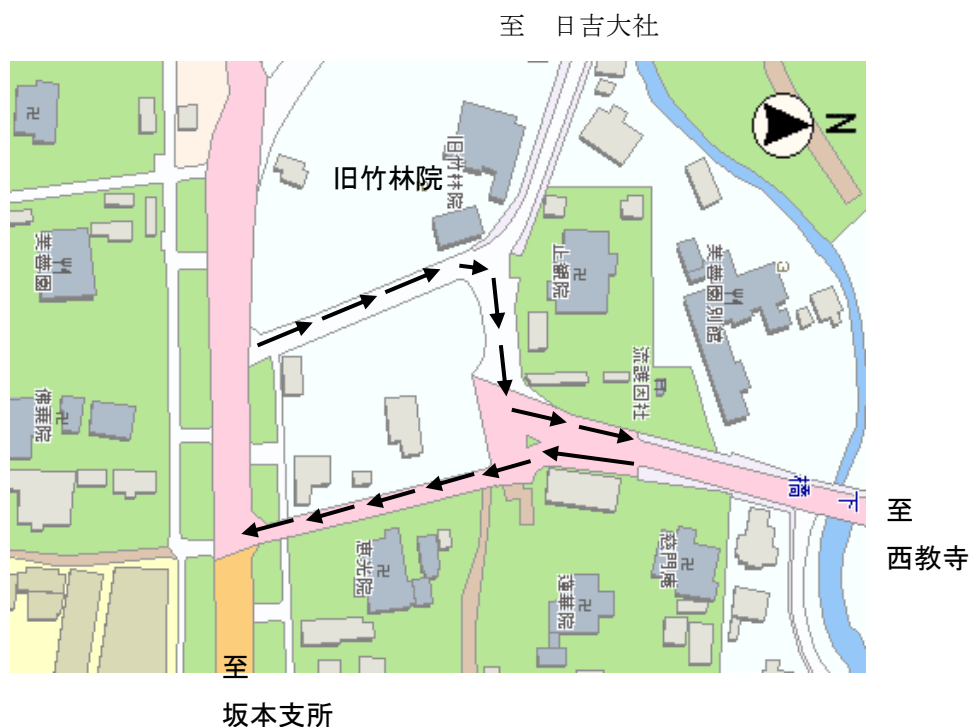 至　日吉大社
N
旧竹林院
旧竹林院
止観院
芙蓉園別館
芙蓉園
流護因社
佛乗院
下
橋
至
西教寺
恵光院
蓮華院
慈門庵
至
坂本支所